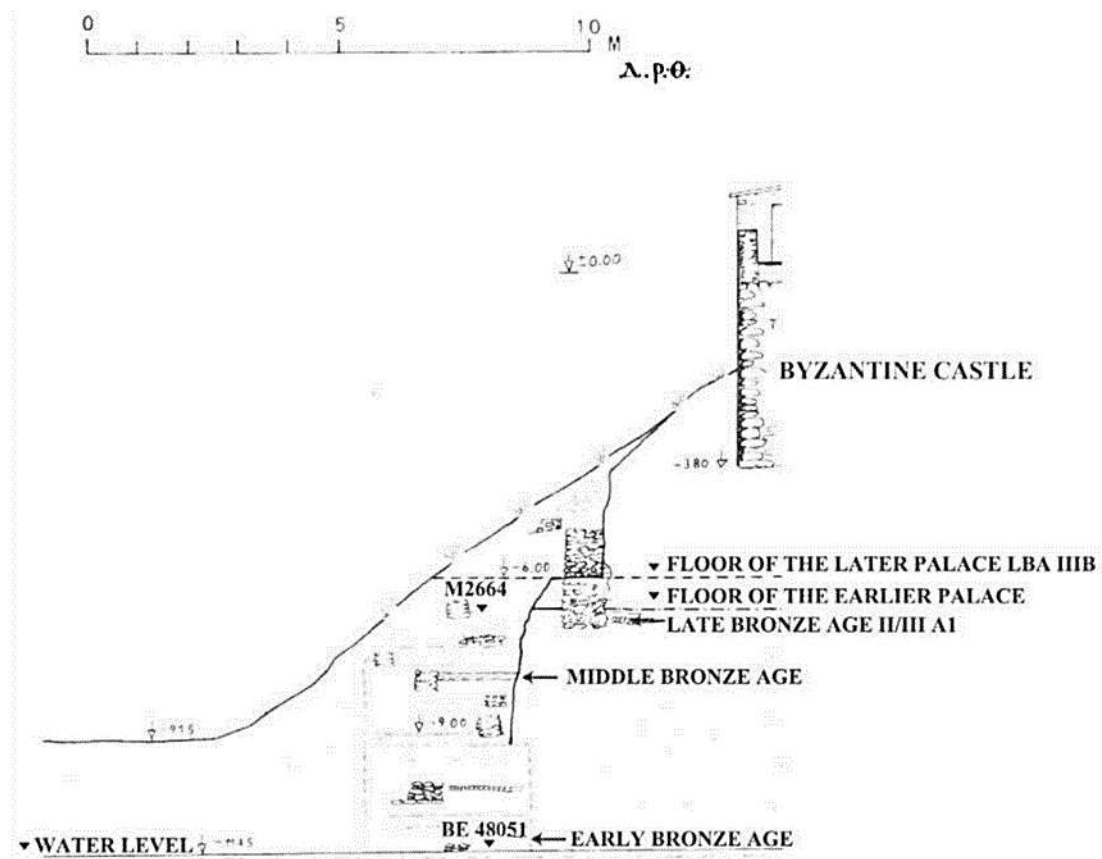 0 5 10 M
Λ.ρ.Θ.
±0.00
BYZANTINE CASTLE
-380
-6.00
FLOOR OF THE LATER PALACE LBA IIIB
M2664
FLOOR OF THE EARLIER PALACE
LATE BRONZE AGE II/III A1
MIDDLE BRONZE AGE
-9.00
BE 48051
EARLY BRONZE AGE
WATER LEVEL